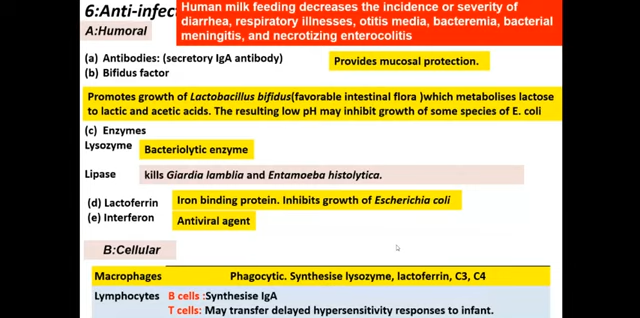 6:Anti-infect
Human milk feeding decreases the incidence or severity of
diarrhea, respiratory illnesses, otitis media, bacteremia, bacterial
meningitis, and necrotizing enterocolitis
A:Humoral
(a) Antibodies: (secretory IgA antibody)
Provides mucosal protection.
(b) Bifidus factor
Promotes growth of Lactobacillus bifidus(favorable intestinal flora ) which metabolises lactose
to lactic and acetic acids. The resulting low pH may inhibit growth of some species of E. coli
(c) Enzymes
Lysozyme Bacteriolytic enzyme
Lipase kills Giardia lamblia and Entamoeba histolytica.
(d) Lactoferrin Iron binding protein. Inhibits growth of Escherichia coli
(e) Interferon Antiviral agent
B:Cellular
Macrophages Phagocytic. Synthesise lysozyme, lactoferrin, C3, C4
Lymphocytes B cells :Synthesise IgA
T cells: May transfer delayed hypersensitivity responses to infant.